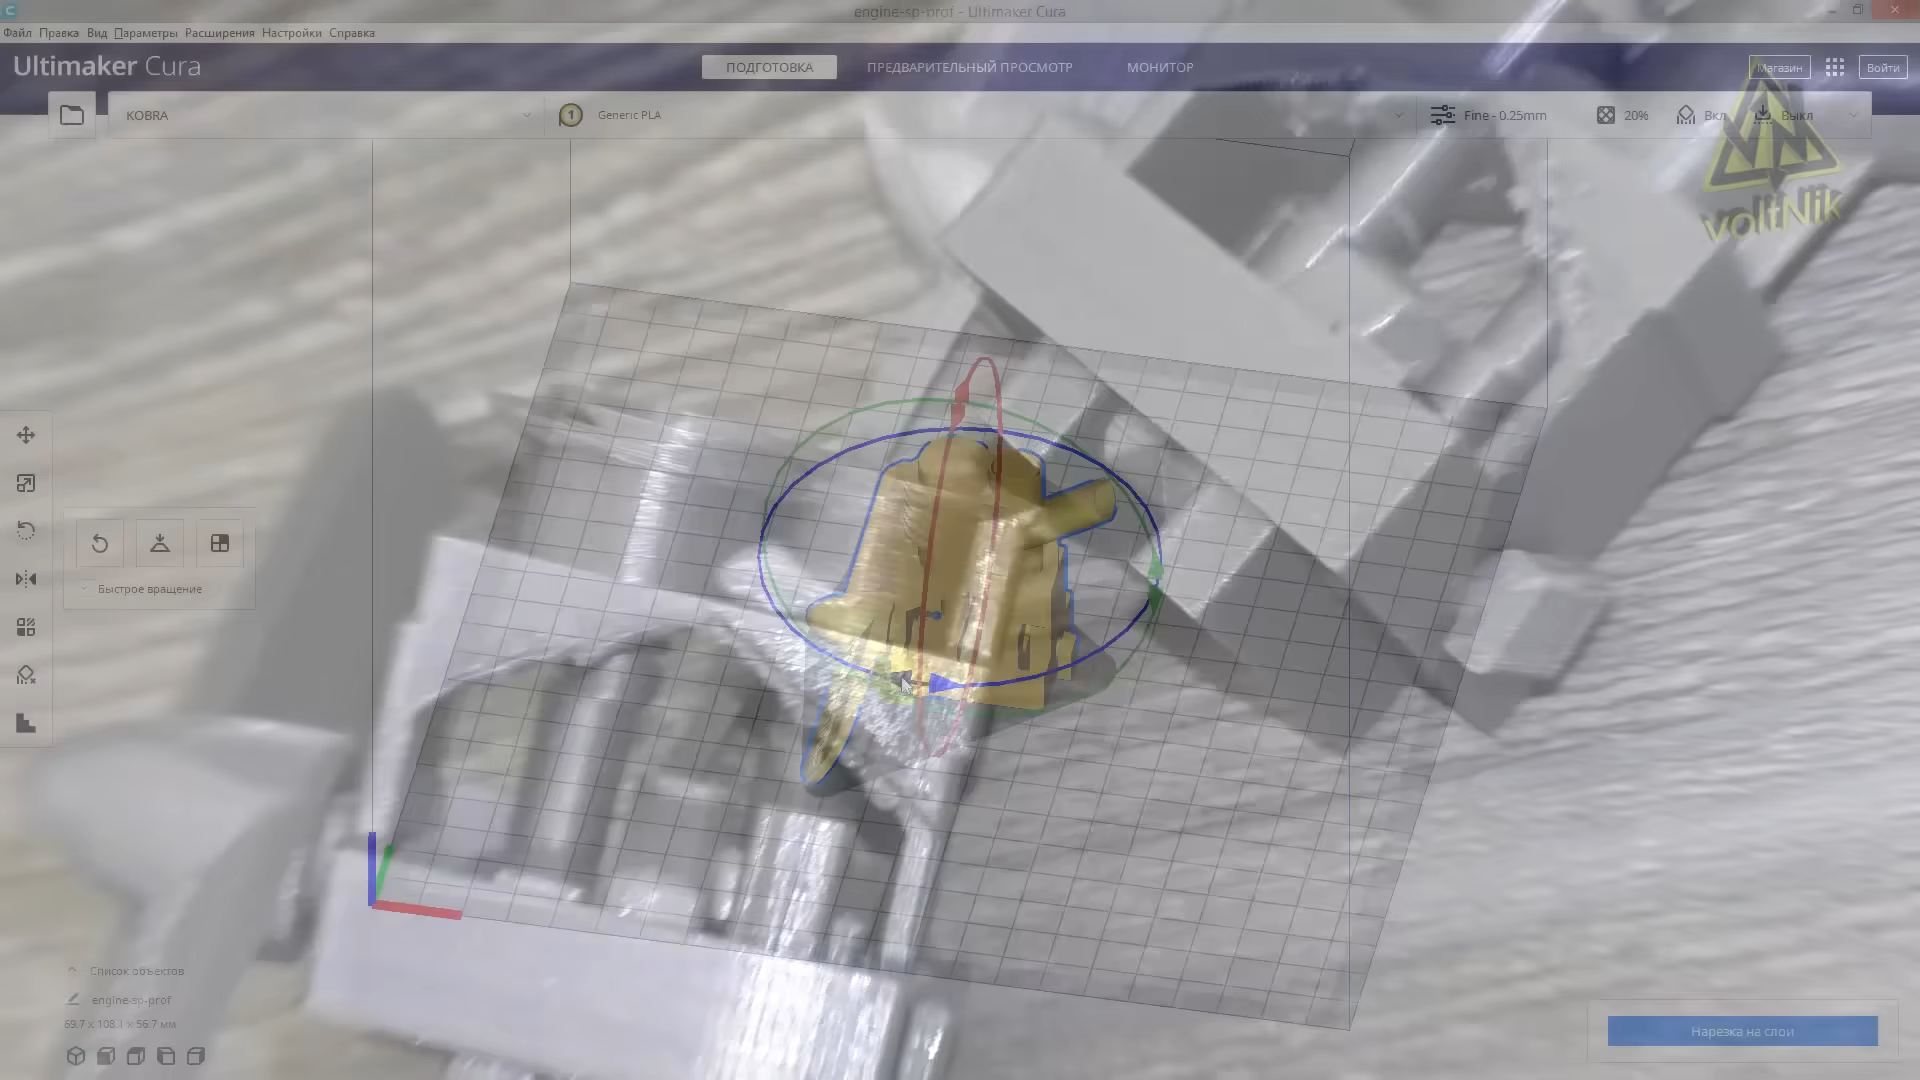 engine-sp-prof - Ultimaker Cura
Файл Правка Вид Параметры Расширения Настройки Справка
Ultimaker Cura
ПОДГОТОВКА
ПРЕДВАРИТЕЛЬНЫЙ ПРОСМОТР
МОНИТОР
Магазин
Войти
KOBRA
1
Generic PLA
Fine - 0.25mm
20%
Вкл
Выкл
voltNik
Быстрое вращение
Список объектов
engine-sp-prof
69.7 x 108.1 x 56.7 мм
Нарезка на слои